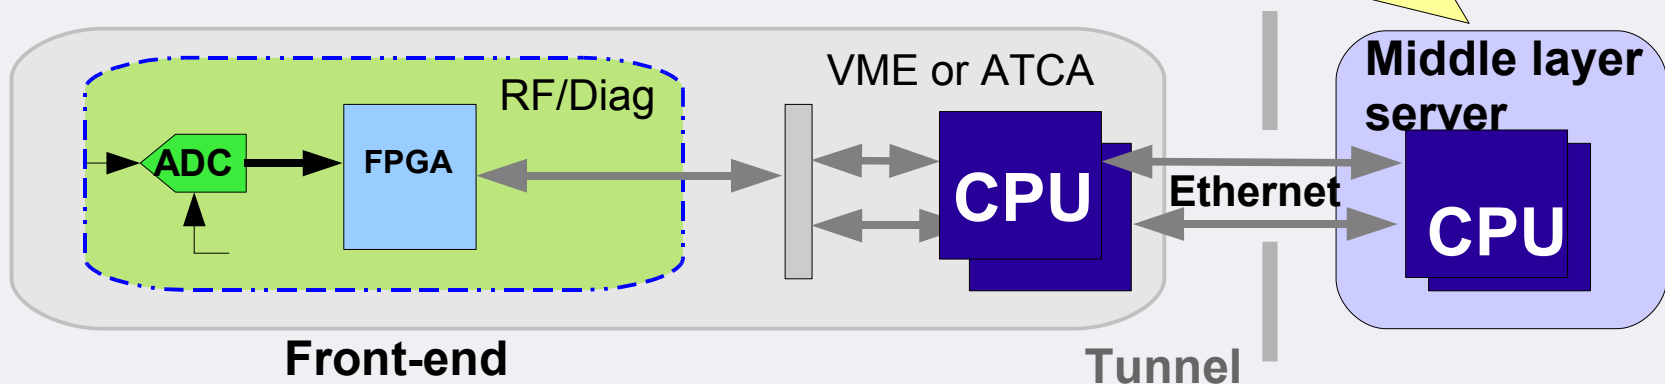 VME or ATCA
RF/Diag
ADC
FPGA
CPU
Ethernet
Middle layer
server
CPU
Front-end
Tunnel